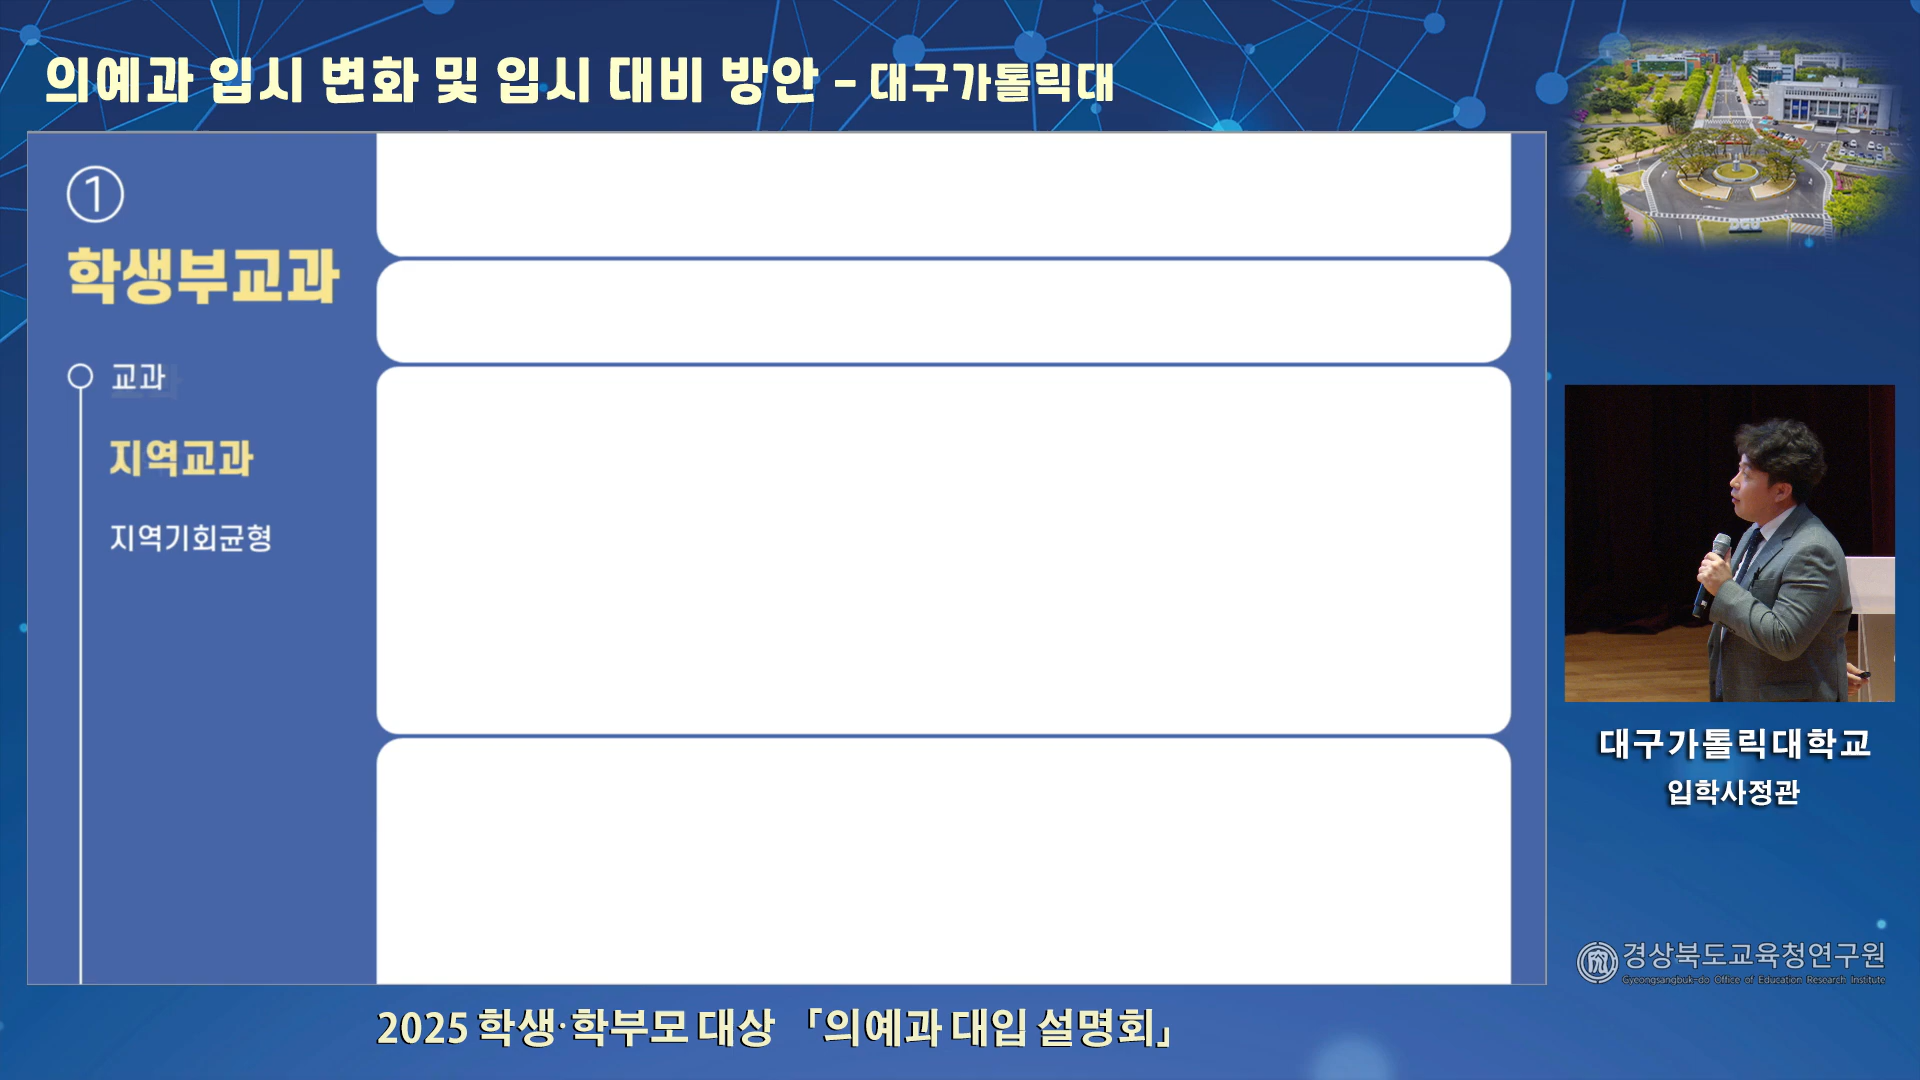 의예과 입시 변화 및 입시 대비 방안 - 대구가톨릭대
①
학생부교과
교과
지역교과
지역기회균형
대구가톨릭대학교
입학사정관
경상북도교육청연구원
Gyeongsangbuk-do Office of Education Research Institute
2025 학생·학부모 대상 「의예과 대입 설명회」